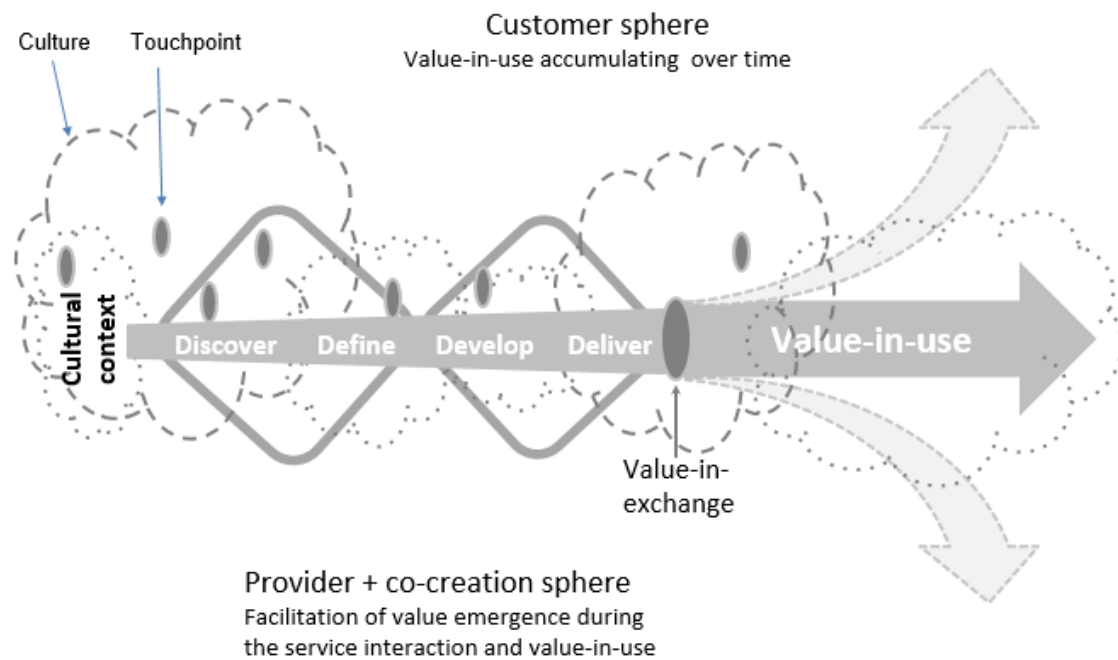 Customer sphere
Value-in-use accumulating over time
Culture
Touchpoint
Cultural
context
Discover
Define
Develop
Deliver
Value-in-use
Value-in-
exchange
Provider + co-creation sphere
Facilitation of value emergence during
the service interaction and value-in-use